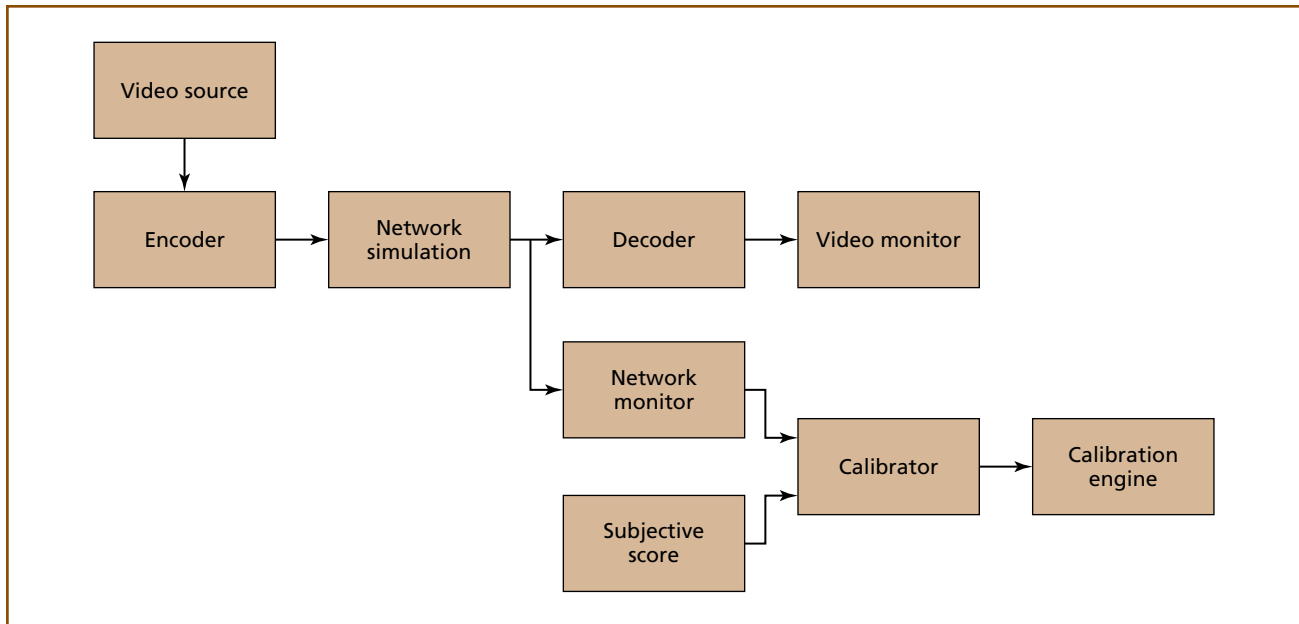 Video source
Encoder
Network
simulation
Decoder
Video monitor
Network
monitor
Calibrator
Calibration
engine
Subjective
score